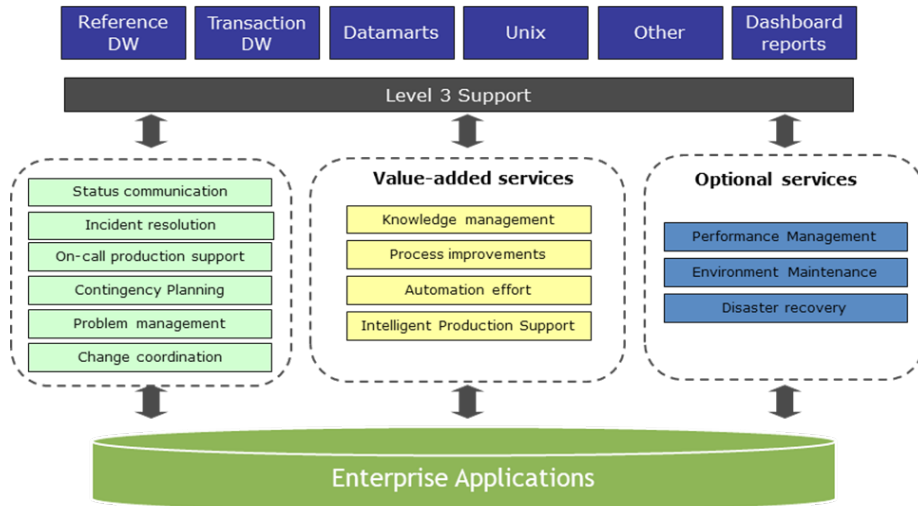 Reference
DW
Transaction
DW
Datamarts
Unix
Other
Dashboard
reports
Level 3 Support
Status communication
Incident resolution
On-call production support
Contingency Planning
Problem management
Change coordination
Value-added services
Knowledge management
Process improvements
Automation effort
Intelligent Production Support
Optional services
Performance Management
Environment Maintenance
Disaster recovery
Enterprise Applications